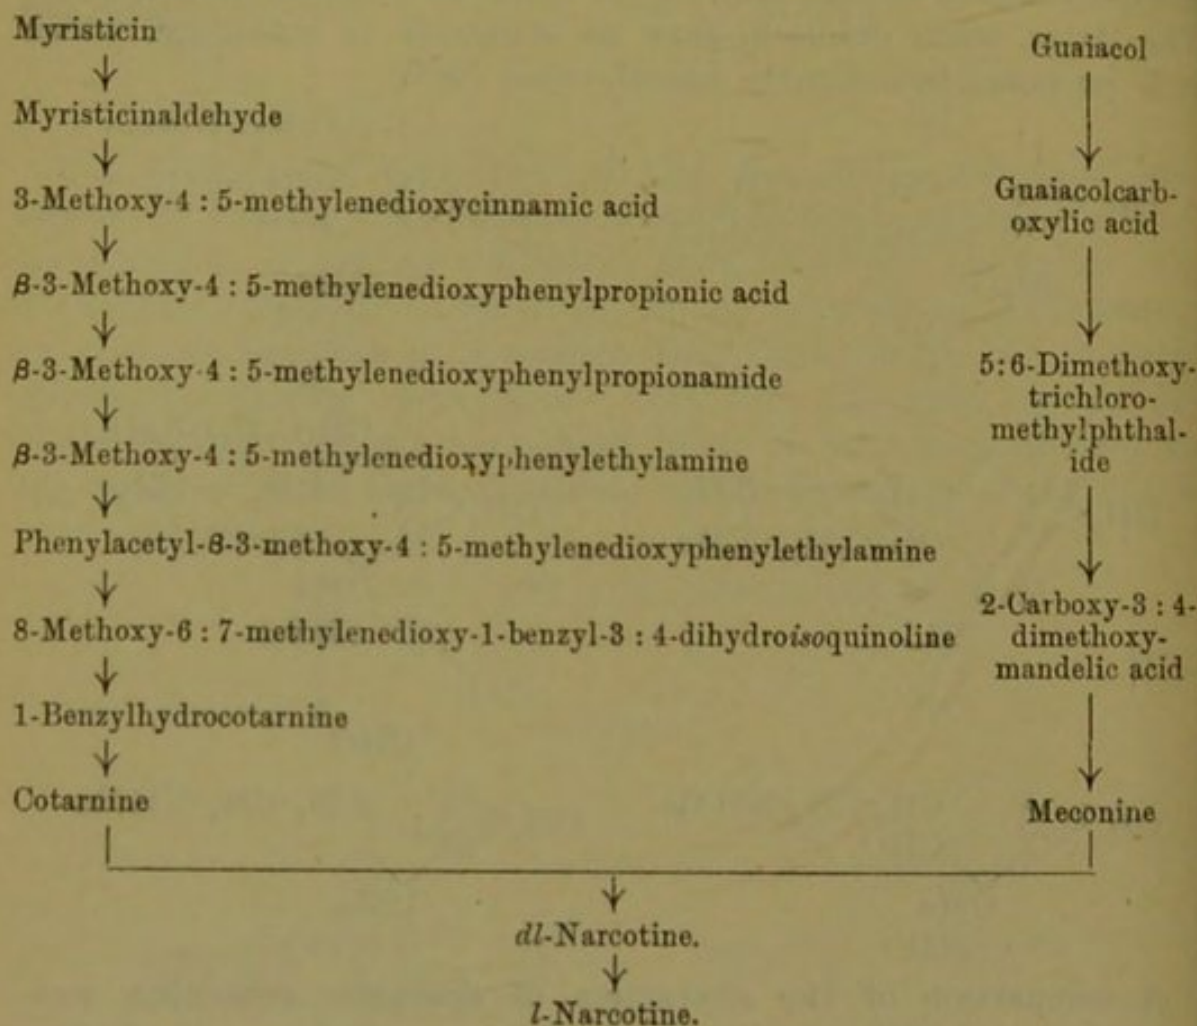 Myristicin
Myristicinaldehyde
3-Methoxy-4 : 5-methylenedioxycinnamic acid
β-3-Methoxy-4 : 5-methylenedioxyphenylpropionic acid
β-3-Methoxy-4 : 5-methylenedioxyphenylpropionamide
β-3-Methoxy-4 : 5-methylenedioxyphenylethylamine
Phenylacetyl-β-3-methoxy-4 : 5-methylenedioxyphenylethylamine
8-Methoxy-6 : 7-methylenedioxy-1-benzyl-3 : 4-dihydroisoquinoline
1-Benzylhydrocotarnine
Cotarnine
Guaiacol
Guaiacolcarb-
oxylic acid
5:6-Dimethoxy-
trichloro-
methylphthal-
ide
2-Carboxy-3 : 4-
dimethoxy-
mandelic acid
Meconine
dl-Narcotine.
l-Narcotine.